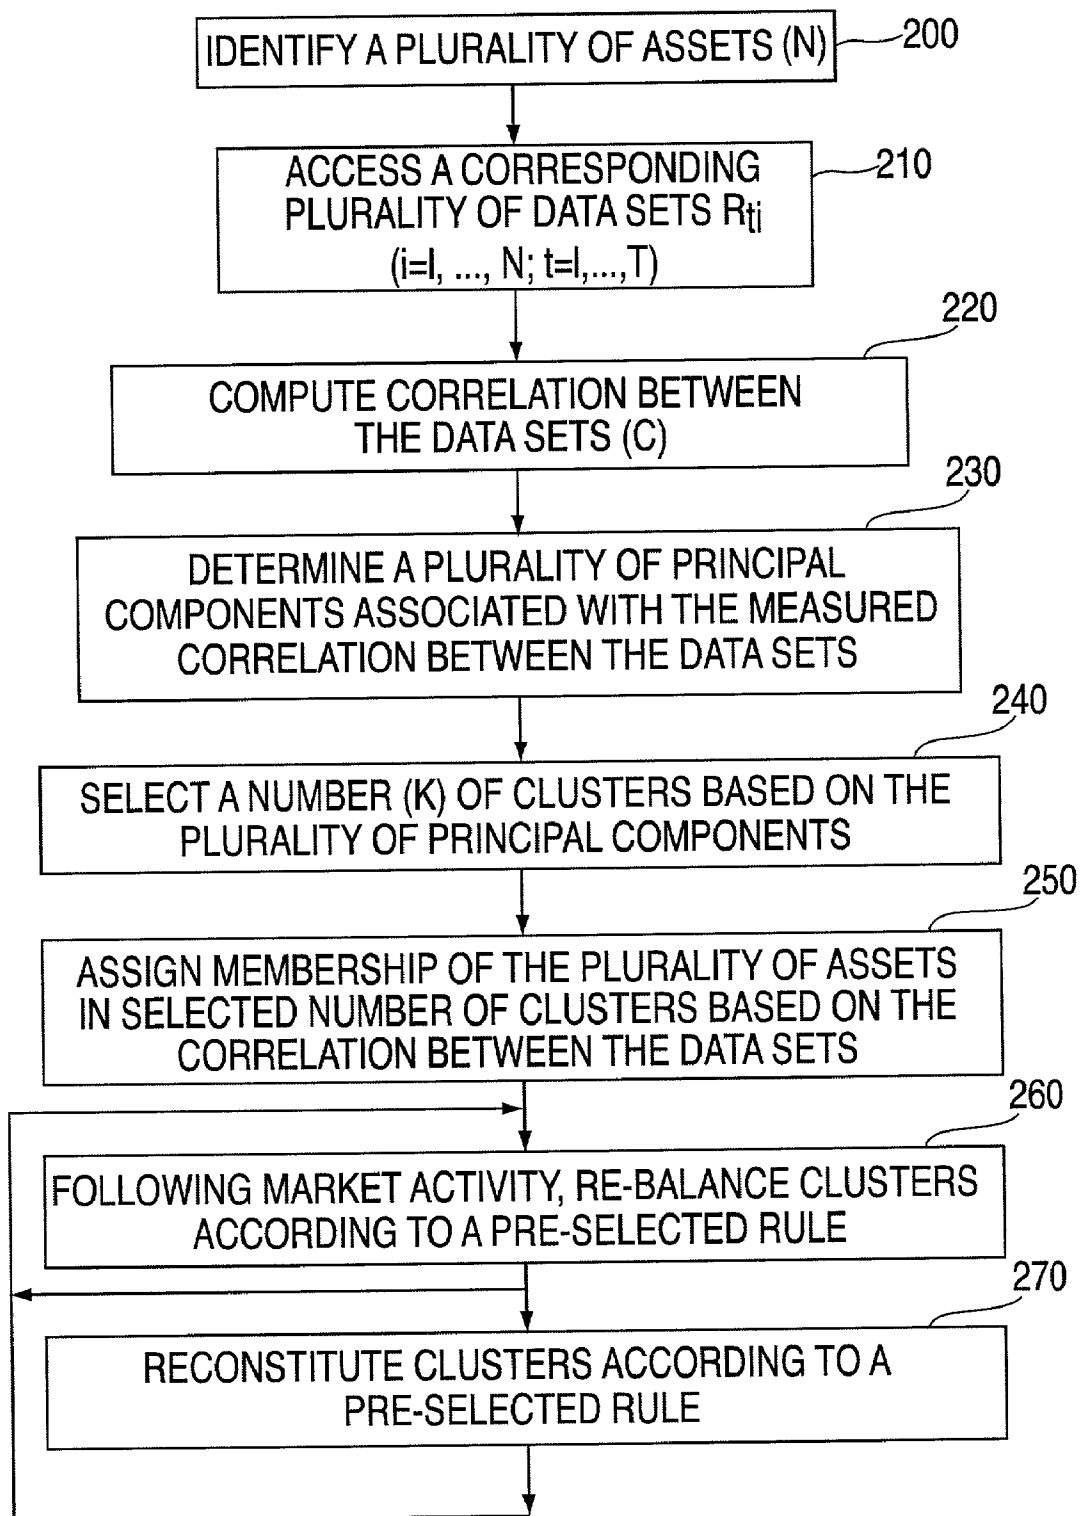 IDENTIFY A PLURALITY OF ASSETS (N)
200
ACCESS A CORRESPONDING
PLURALITY OF DATA SETS Rti
(i=I, ..., N; t=I,...,T)
210
220
COMPUTE CORRELATION BETWEEN
THE DATA SETS (C)
230
DETERMINE A PLURALITY OF PRINCIPAL
COMPONENTS ASSOCIATED WITH THE MEASURED
CORRELATION BETWEEN THE DATA SETS
240
SELECT A NUMBER (K) OF CLUSTERS BASED ON THE
PLURALITY OF PRINCIPAL COMPONENTS
250
ASSIGN MEMBERSHIP OF THE PLURALITY OF ASSETS
IN SELECTED NUMBER OF CLUSTERS BASED ON THE
CORRELATION BETWEEN THE DATA SETS
260
FOLLOWING MARKET ACTIVITY, RE-BALANCE CLUSTERS
ACCORDING TO A PRE-SELECTED RULE
270
RECONSTITUTE CLUSTERS ACCORDING TO A
PRE-SELECTED RULE